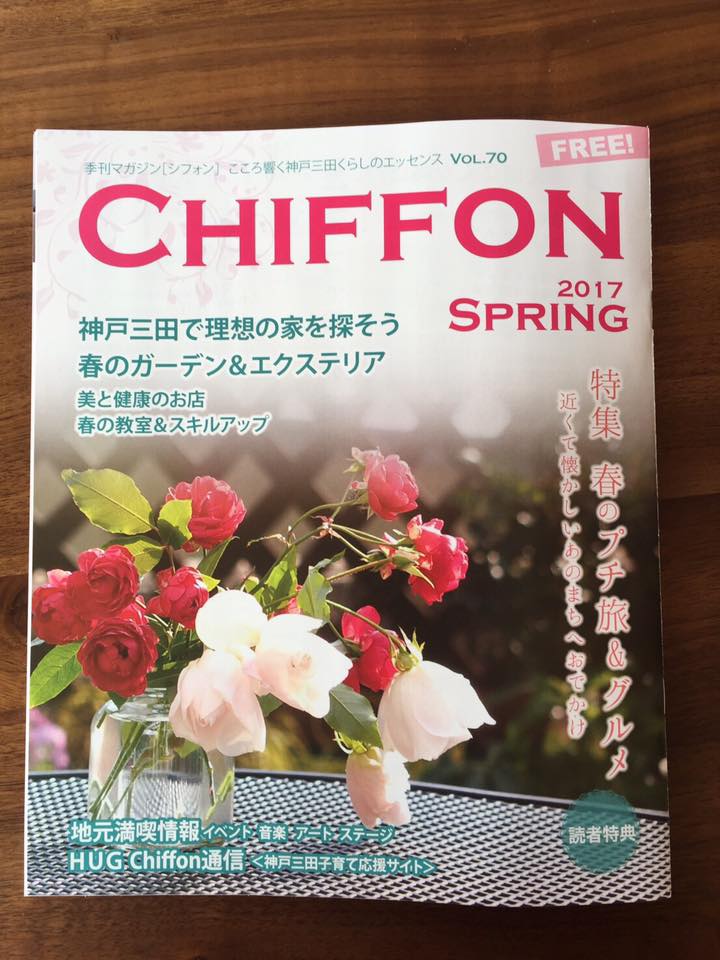 FREE!
季刊マガジン[シフォン] こころ響く神戸三田くらしのエッセンス VOL.70
CHIFFON
2017
SPRING
神戸三田で理想の家を探そう
春のガーデン&エクステリア
美と健康のお店
春の教室&スキルアップ
特集 春のプチ旅&グルメ
近くて懐かしいあのまちへおでかけ
地元満喫情報 イベント 音楽 アート ステージ
HUG Chiffon通信 <神戸三田子育て応援サイト>
読者特典